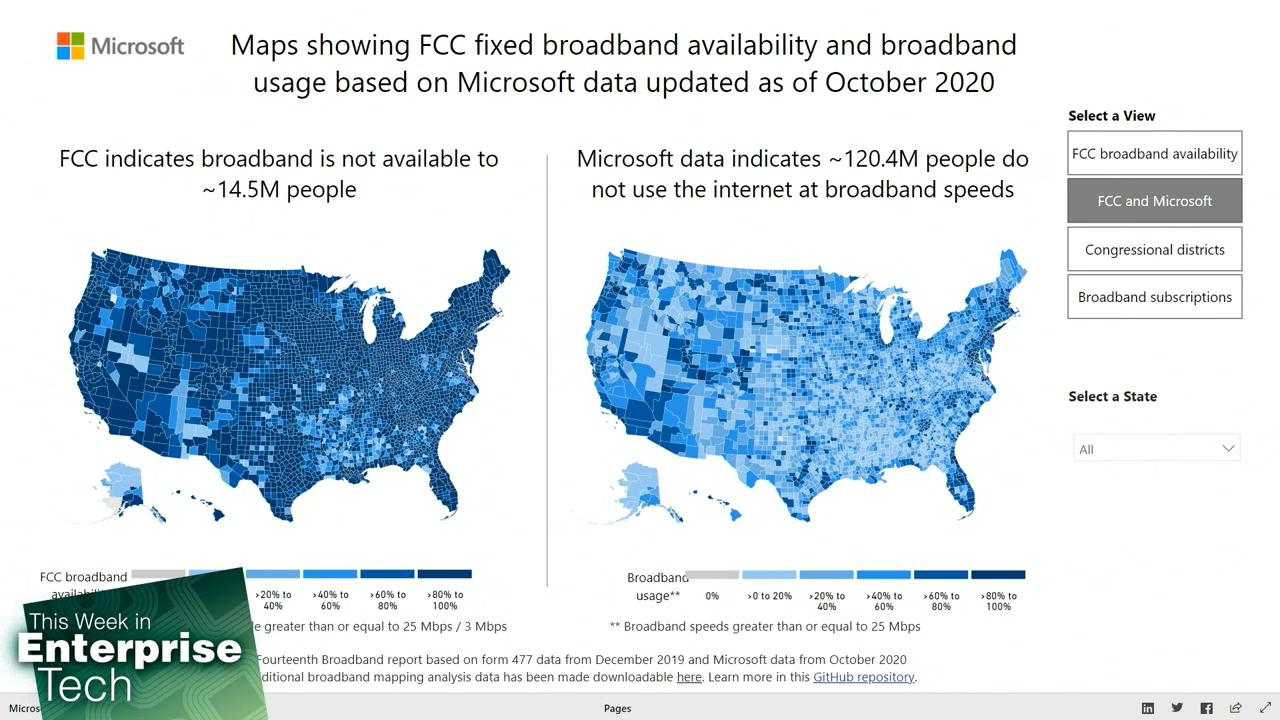 Microsoft
Maps showing FCC fixed broadband availability and broadband
usage based on Microsoft data updated as of October 2020
FCC indicates broadband is not available to
~14.5M people
Microsoft data indicates ~120.4M people do
not use the internet at broadband speeds
Select a View
FCC broadband availability
FCC and Microsoft
Congressional districts
Broadband subscriptions
Select a State
All
FCC broadband
>20% to
40%
>40% to
60%
>60% to
80%
>80% to
100%
greater than or equal to 25 Mbps / 3 Mbps
Broadband
usage**
0%
>0 to 20%
>20% to
40%
>40% to
60%
>60% to
80%
>80% to
100%
** Broadband speeds greater than or equal to 25 Mbps
Fourteenth Broadband report based on form 477 data from December 2019 and Microsoft data from October 2020
broadband mapping analysis data has been made downloadable here. Learn more in this GitHub repository.
This Week in
Enterprise
Tech
Pages